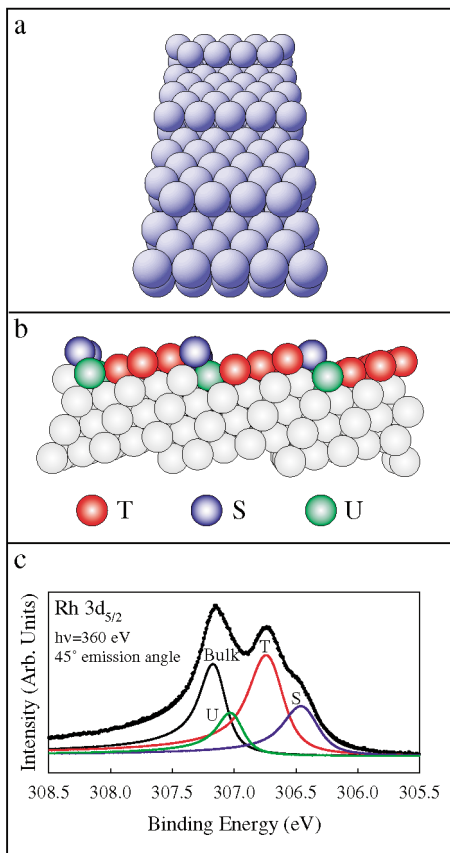 a
b
T S U
c
Rh 3d5/2
hν=360 eV
45° emission angle
Bulk
T
U
S
Intensity (Arb. Units)
308.5 308.0 307.5 307.0 306.5 306.0 305.5
Binding Energy (eV)